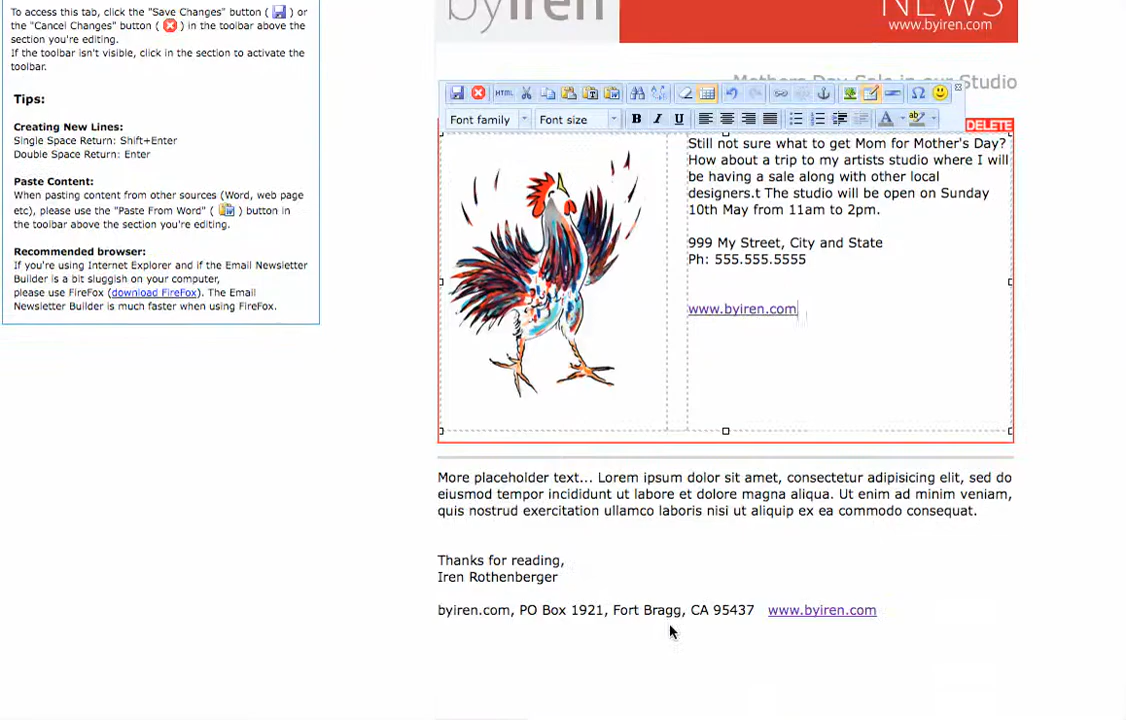 To access this tab, click the "Save Changes" button ( ) or
the "Cancel Changes" button ( ) in the toolbar above the
section you're editing.
If the toolbar isn't visible, click in the section to activate the
toolbar.
Tips:
Creating New Lines:
Single Space Return: Shift+Enter
Double Space Return: Enter
Paste Content:
When pasting content from other sources (Word, web page
etc), please use the "Paste From Word" ( ) button in
the toolbar above the section you're editing.
Recommended browser:
If you're using Internet Explorer and if the Email Newsletter
Builder is a bit sluggish on your computer,
please use FireFox (download FireFox). The Email
Newsletter Builder is much faster when using FireFox.
byiren
NEWS
www.byiren.com
Mothers Day Sale in our Studio
HTML
Font family
Font size
B I U
DELETE
Still not sure what to get Mom for Mother's Day?
How about a trip to my artists studio where I will
be having a sale along with other local
designers.t The studio will be open on Sunday
10th May from 11am to 2pm.
999 My Street, City and State
Ph: 555.555.5555
www.byiren.com
More placeholder text... Lorem ipsum dolor sit amet, consectetur adipisicing elit, sed do
eiusmod tempor incididunt ut labore et dolore magna aliqua. Ut enim ad minim veniam,
quis nostrud exercitation ullamco laboris nisi ut aliquip ex ea commodo consequat.
Thanks for reading,
Iren Rothenberger
byiren.com, PO Box 1921, Fort Bragg, CA 95437 www.byiren.com